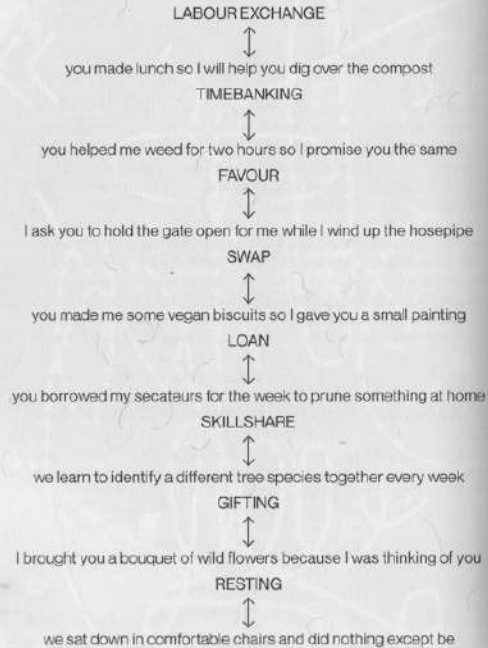 LABOUR EXCHANGE
↕
you made lunch so I will help you dig over the compost
TIMEBANKING
↕
you helped me weed for two hours so I promise you the same
FAVOUR
↕
I ask you to hold the gate open for me while I wind up the hosepipe
SWAP
↕
you made me some vegan biscuits so I gave you a small painting
LOAN
↕
you borrowed my secateurs for the week to prune something at home
SKILLSHARE
↕
we learn to identify a different tree species together every week
GIFTING
↕
I brought you a bouquet of wild flowers because I was thinking of you
RESTING
↕
we sat down in comfortable chairs and did nothing except be